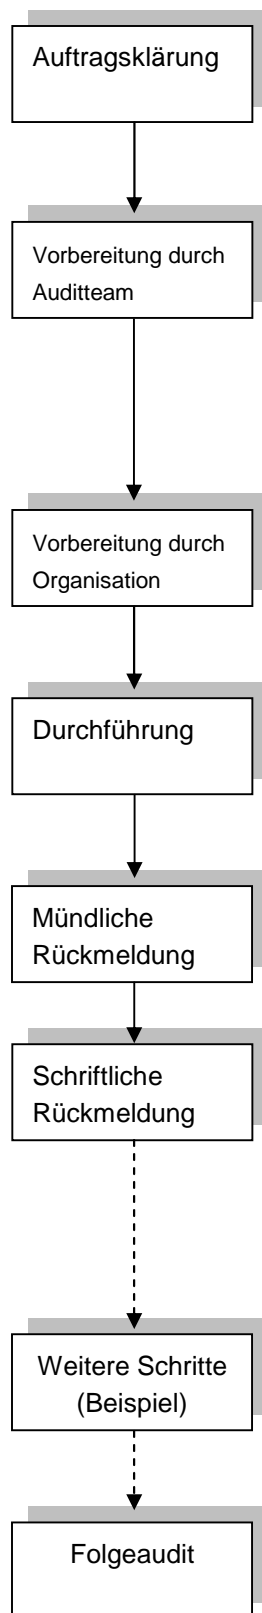 Auftragsklärung
Vorbereitung durch
Auditteam
Vorbereitung durch
Organisation
Durchführung
Mündliche
Rückmeldung
Schriftliche
Rückmeldung
Weitere Schritte
(Beispiel)
Folgeaudit